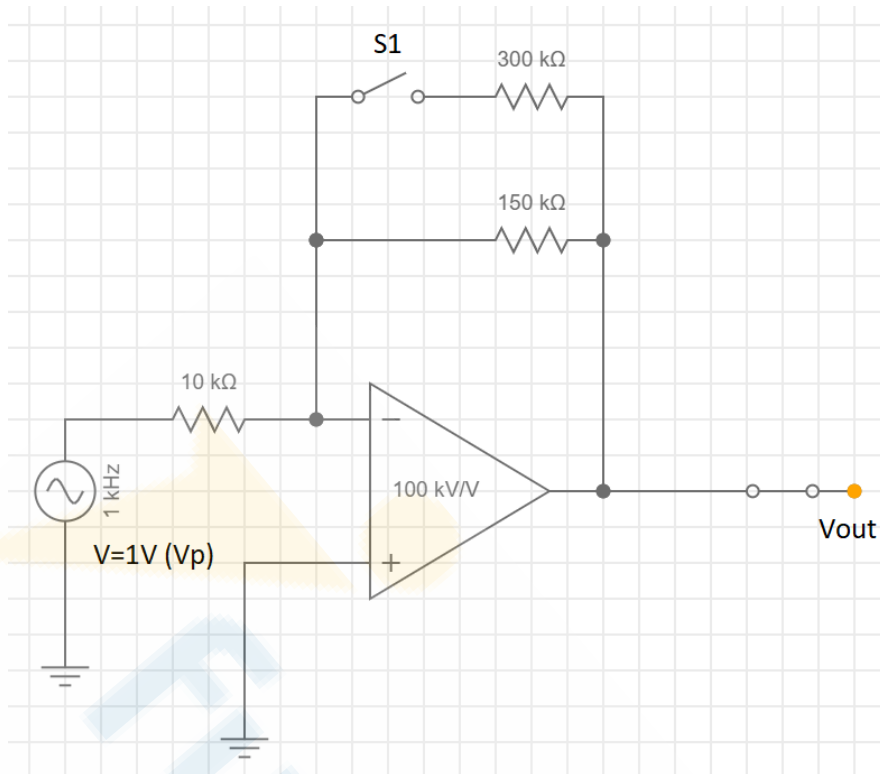 S1
300 kΩ
150 kΩ
10 kΩ
1 kHz
100 kV/V
V=1V (Vp)
Vout